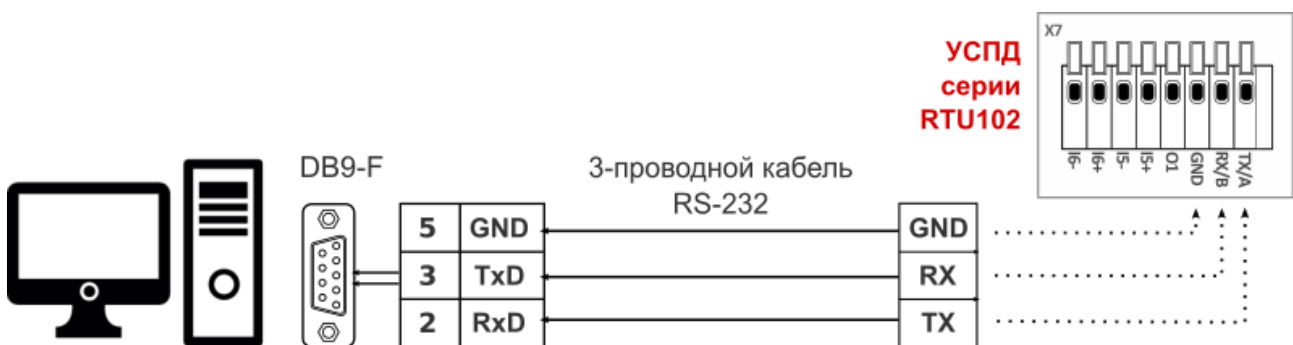 X7
УСПД
серии
RTU102
I6-
I6+
I5-
I5+
O1
GND
RX/B
TX/A
DB9-F
3-проводной кабель
RS-232
5 GND
GND
3 TxD
RX
2 RxD
TX